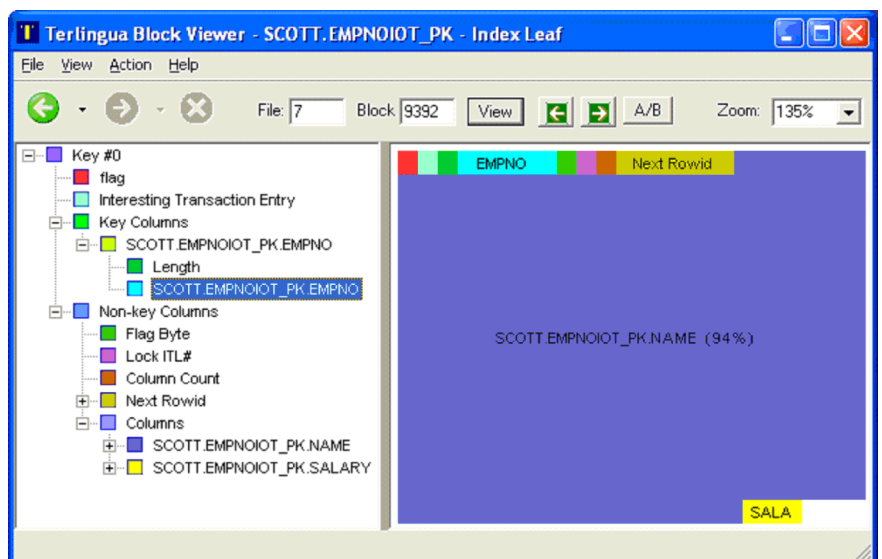 Terlingua Block Viewer - SCOTT.EMPNOIOT_PK - Index Leaf
File View Action Help
File: 7 Block 9392 View A/B Zoom: 135%
Key #0
flag
Interesting Transaction Entry
Key Columns
SCOTT.EMPNOIOT_PK.EMPNO
Length
SCOTT.EMPNOIOT_PK.EMPNO
Non-key Columns
Flag Byte
Lock ITL#
Column Count
Next Rowid
Columns
SCOTT.EMPNOIOT_PK.NAME
SCOTT.EMPNOIOT_PK.SALARY
EMPNO Next Rowid
SCOTT.EMPNOIOT_PK.NAME (94%)
SALA